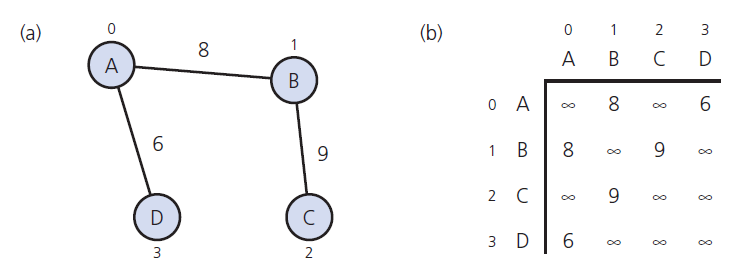 (a)
0
A
8
1
B
6
9
D
3
C
2
(b)
0 1 2 3
A B C D
0 A ∞ 8 ∞ 6
1 B 8 ∞ 9 ∞
2 C ∞ 9 ∞ ∞
3 D 6 ∞ ∞ ∞